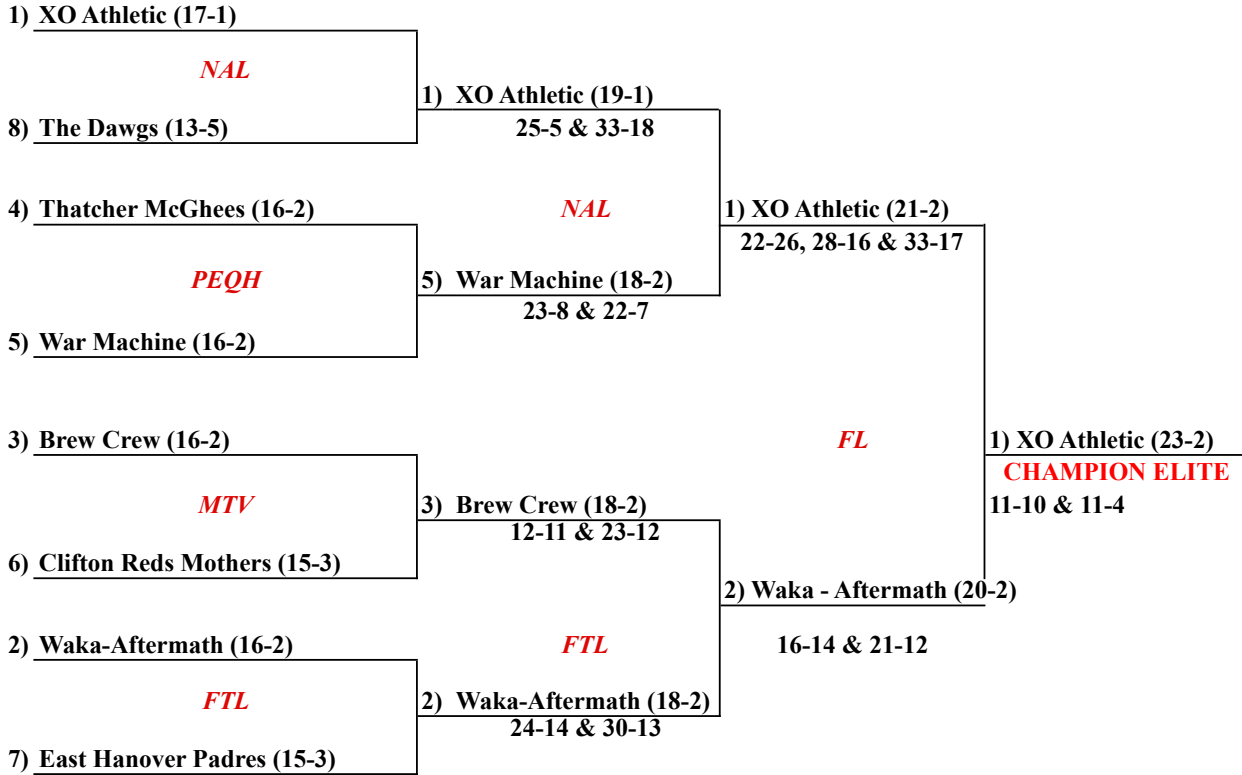 1) XO Athletic (17-1)
NAL
1) XO Athletic (19-1)
8) The Dawgs (13-5)
25-5 & 33-18
4) Thatcher McGhees (16-2)
NAL
1) XO Athletic (21-2)
22-26, 28-16 & 33-17
PEQH
5) War Machine (18-2)
23-8 & 22-7
5) War Machine (16-2)
3) Brew Crew (16-2)
FL
1) XO Athletic (23-2)
CHAMPION ELITE
MTV
3) Brew Crew (18-2)
11-10 & 11-4
12-11 & 23-12
6) Clifton Reds Mothers (15-3)
2) Waka - Aftermath (20-2)
2) Waka-Aftermath (16-2)
FTL
16-14 & 21-12
FTL
2) Waka-Aftermath (18-2)
24-14 & 30-13
7) East Hanover Padres (15-3)